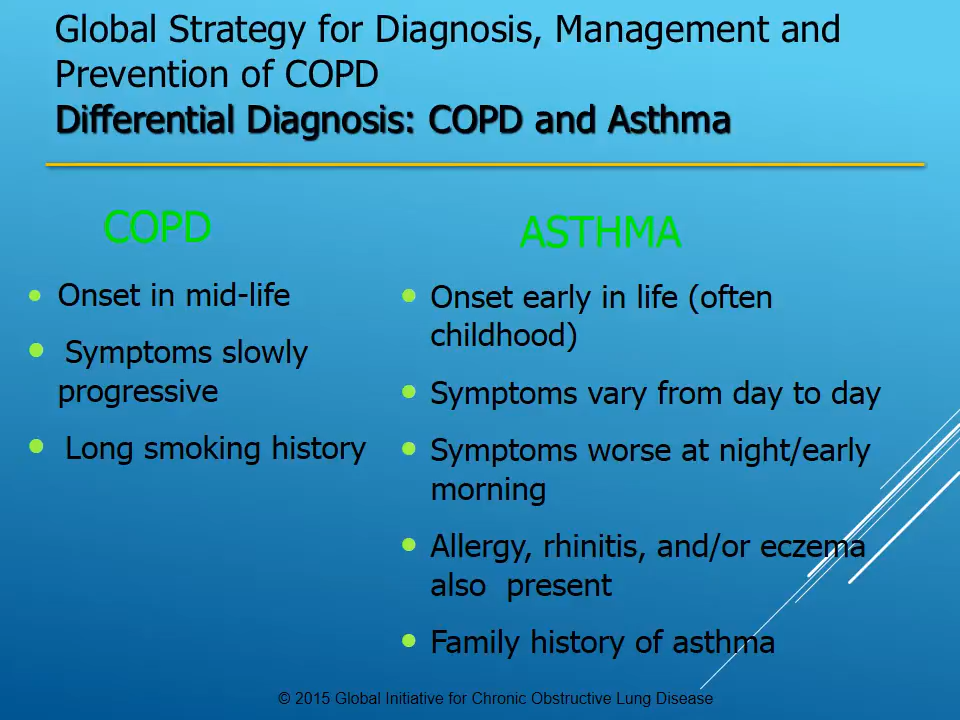 Global Strategy for Diagnosis, Management and
Prevention of COPD
Differential Diagnosis: COPD and Asthma
COPD
• Onset in mid-life
• Symptoms slowly
progressive
• Long smoking history
ASTHMA
• Onset early in life (often
childhood)
• Symptoms vary from day to day
• Symptoms worse at night/early
morning
• Allergy, rhinitis, and/or eczema
also present
• Family history of asthma
© 2015 Global Initiative for Chronic Obstructive Lung Disease